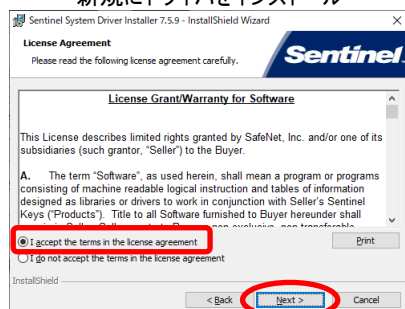 新規にドライバをインストール
Sentinel System Driver Installer 7.5.9 - InstallShield Wizard
License Agreement
Please read the following license agreement carefully.
Sentinel
License Grant/Warranty for Software
This License describes limited rights granted by SafeNet, Inc. and/or one of its
subsidiaries (such grantor, “Seller”) to the Buyer.
A. The term “Software”, as used herein, shall mean a program or programs
consisting of machine readable logical instruction and tables of information
designed as libraries or drivers to work in conjunction with Seller’s Sentinel
Keys (“Products”). Title to all Software furnished to Buyer hereunder shall
I accept the terms in the license agreement
Print
I do not accept the terms in the license agreement
InstallShield
< Back
Next >
Cancel